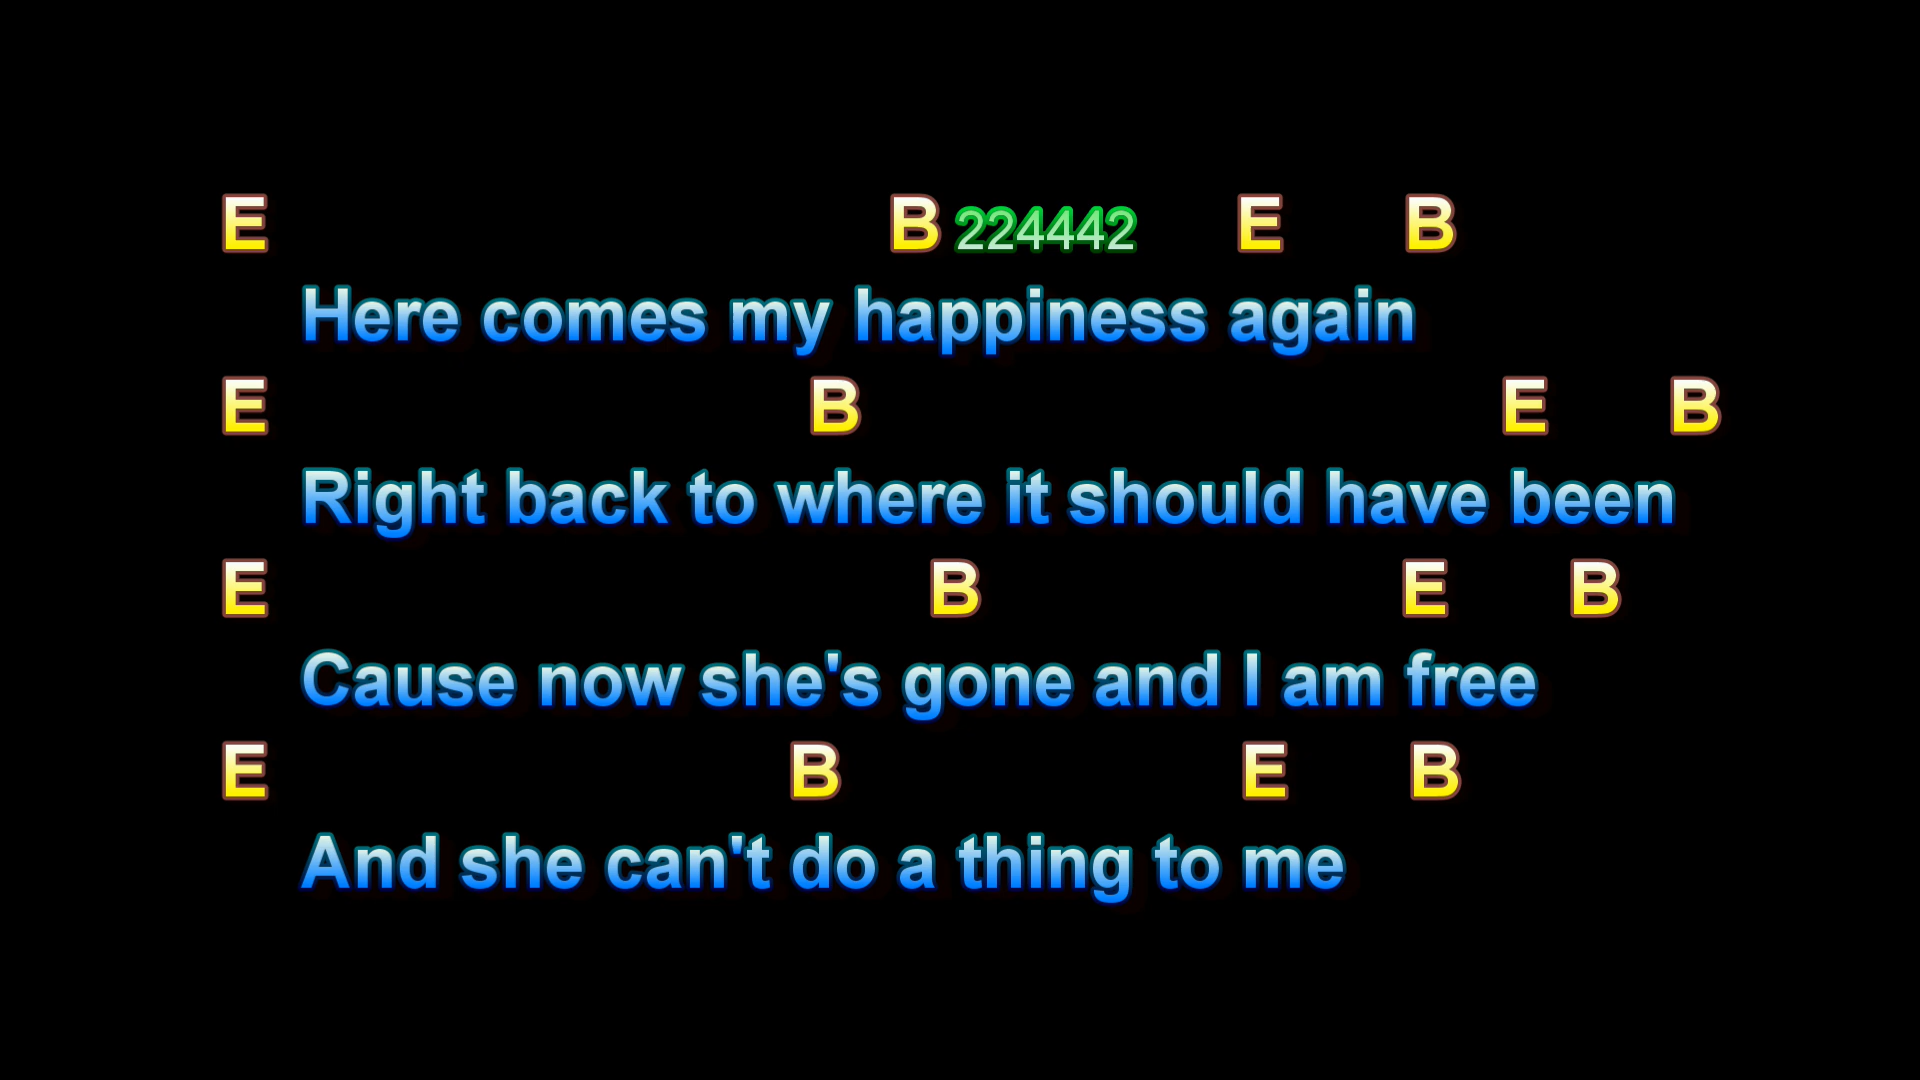 E B 224442 E B
Here comes my happiness again
E B E B
Right back to where it should have been
E B E B
Cause now she's gone and I am free
E B E B
And she can't do a thing to me